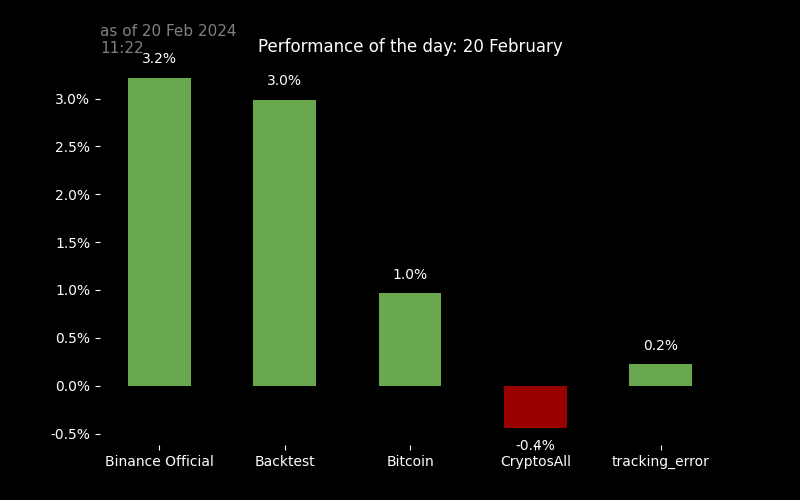 as of 20 Feb 2024
11:22
Performance of the day: 20 February
3.2%
3.0%
1.0%
-0.4%
0.2%
3.0%
2.5%
2.0%
1.5%
1.0%
0.5%
0.0%
-0.5%
Binance Official
Backtest
Bitcoin
CryptosAll
tracking_error